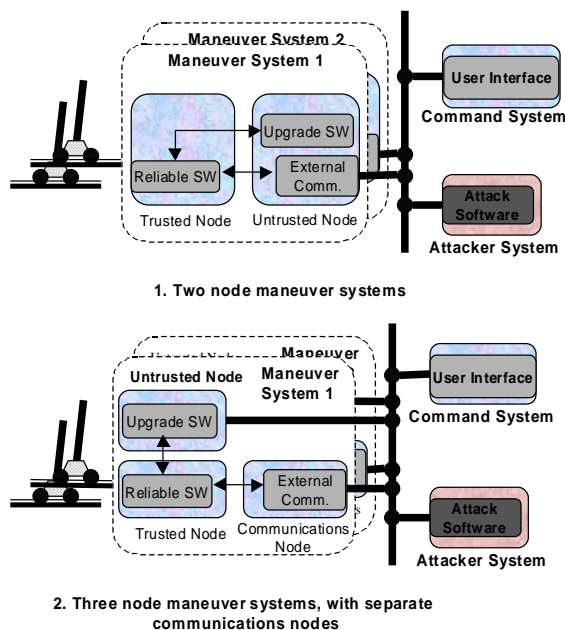 Maneuver System 2
Maneuver System 1
Reliable SW
Upgrade SW
External
Comm.
Trusted Node
Untrusted Node
User Interface
Command System
Attack
Software
Attacker System
1. Two node maneuver systems
Maneuver
Maneuver
System 1
Untrusted Node
Upgrade SW
Reliable SW
External
Comm.
Trusted Node
Communications
Node
User Interface
Command System
Attack
Software
Attacker System
2. Three node maneuver systems, with separate
communications nodes